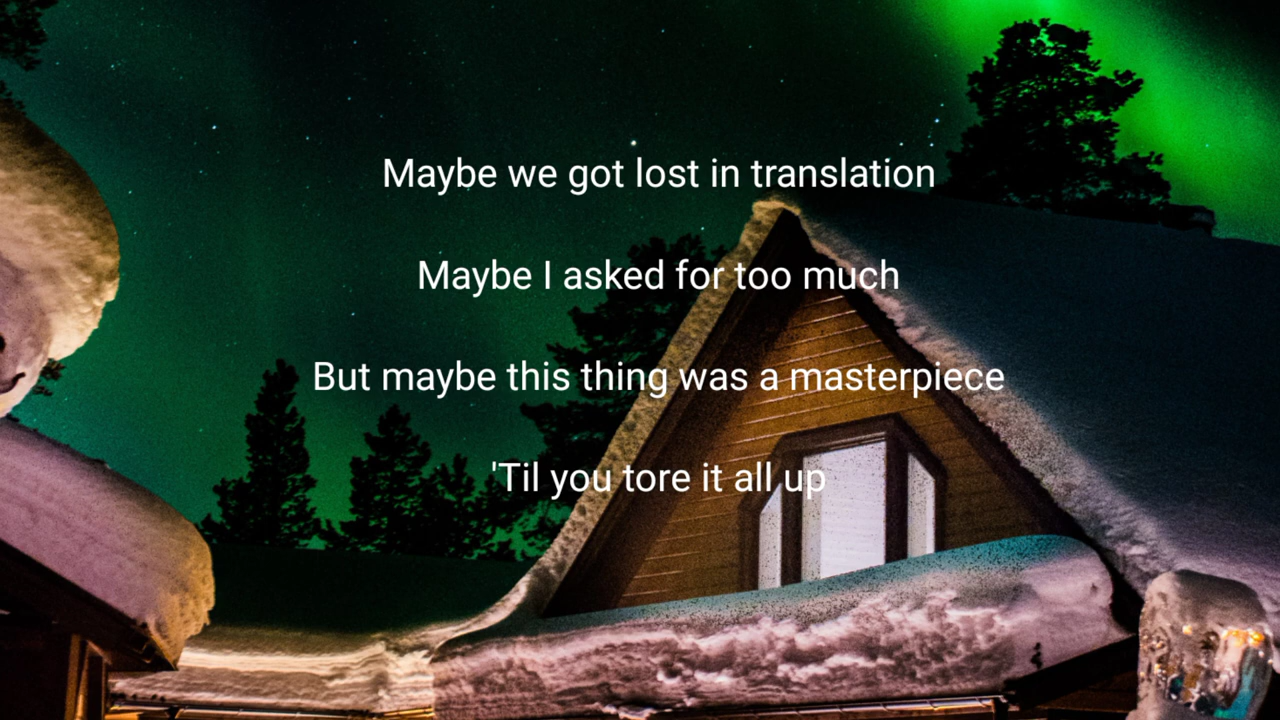 Maybe we got lost in translation
Maybe I asked for too much
But maybe this thing was a masterpiece
'Til you tore it all up